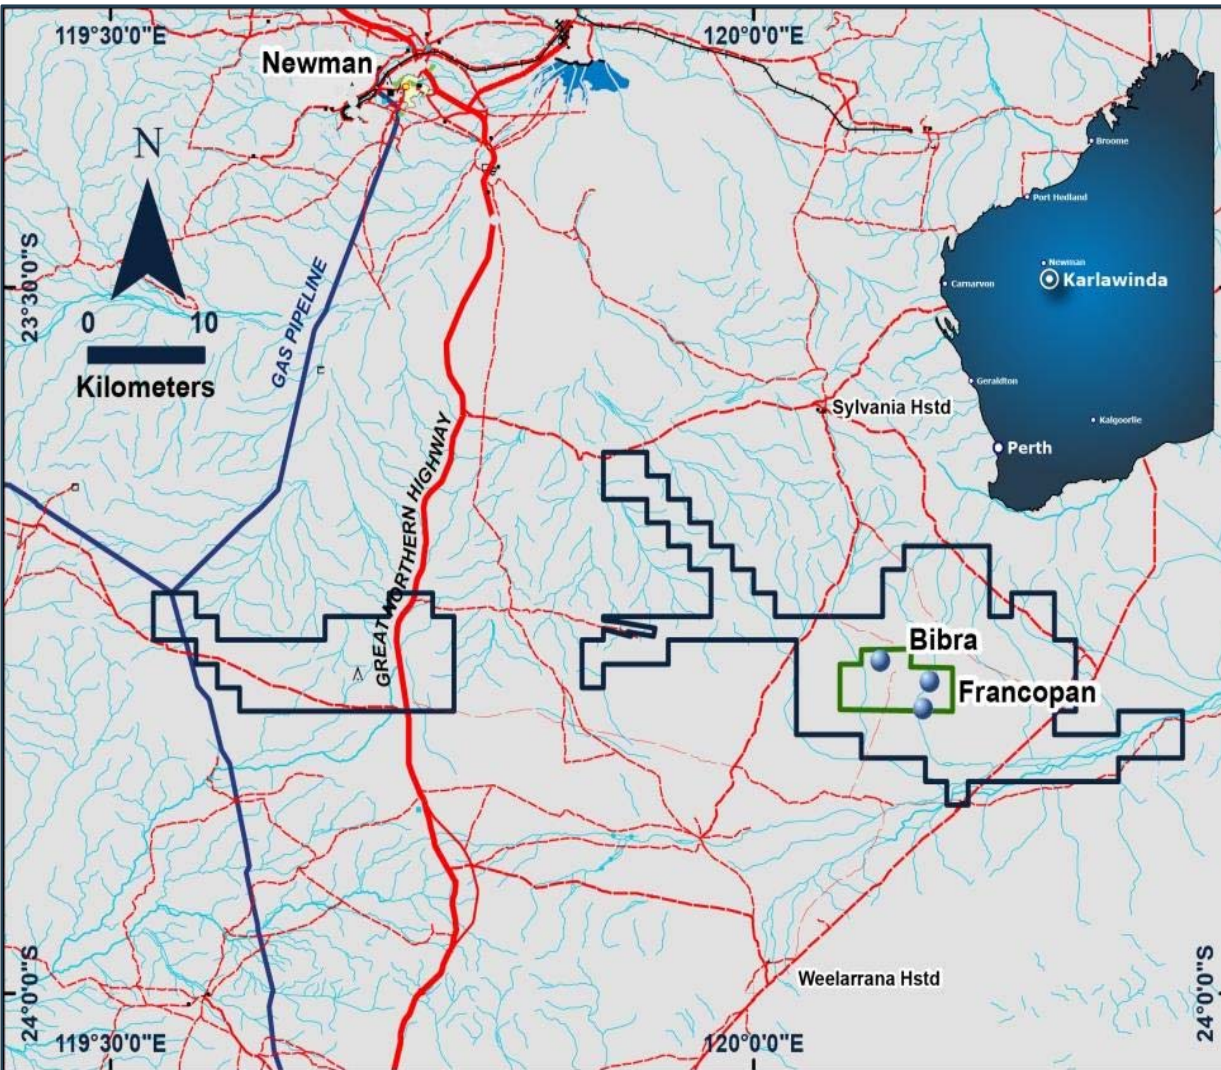 119°30'0"E
120°0'0"E
Newman
N
Broome
Port Hedland
Newman
Karlawinda
Carnarvon
23°30'0"S
0 10
Kilometers
GAS PIPELINE
Geraldton
Kalgoorlie
Perth
Sylvania Hstd
GREAT NORTHERN HIGHWAY
Bibra
Francopan
Weelarrana Hstd
24°0'0"S
24°0'0"S
119°30'0"E
120°0'0"E